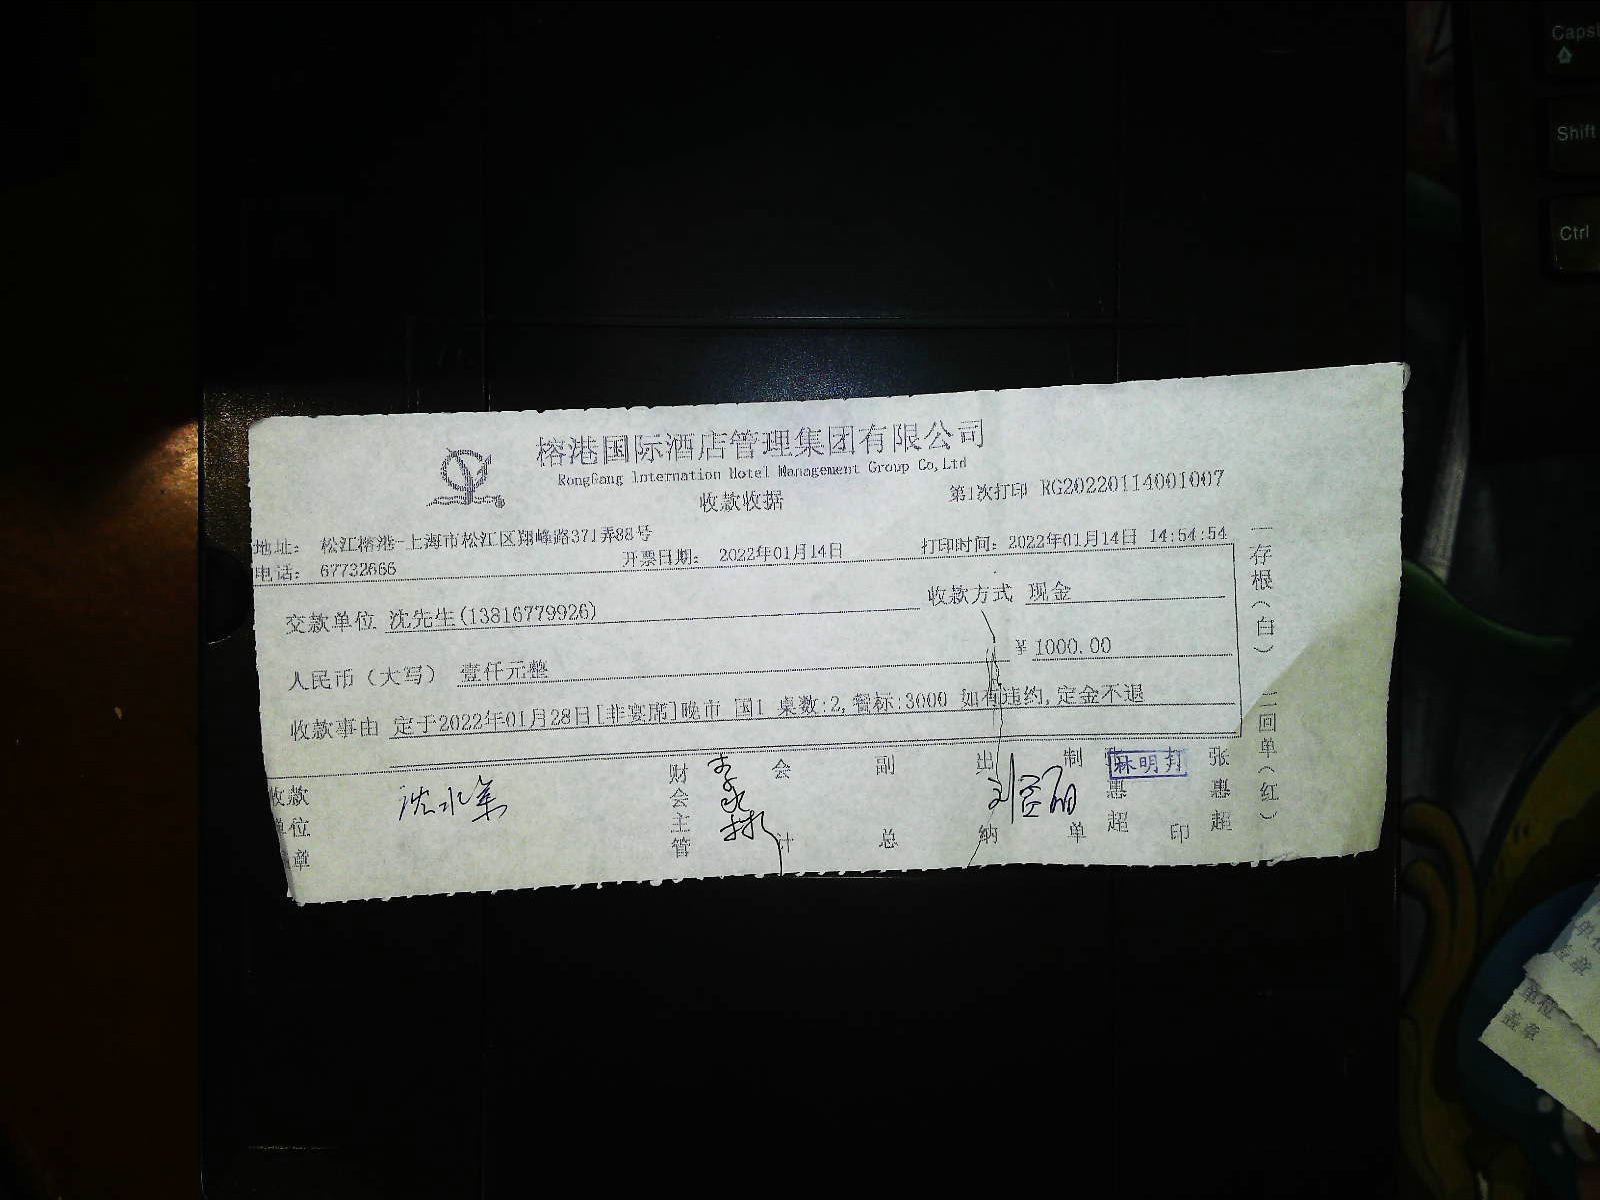 榕港国际酒店管理集团有限公司
RongGang Internation Hotel Management Group Co,Ltd
收款收据
第1次打印 RG20220114001007
地址: 松江榕港-上海市松江区翔峰路371弄88号
电话: 67732666
开票日期: 2022年01月14日
打印时间: 2022年01月14日 14:54:54
交款单位 沈先生(13816779926)
收款方式 现金
人民币(大写) 壹仟元整
¥ 1000.00
收款事由 定于2022年01月28日[非宴席]晚市 国1 桌数:2,餐标:3000 如有违约,定金不退
收款单位 章
财会主管
会计
副总
出纳
制单 张惠超
林明 印 张惠超
存根(白) 二回单(红)
Caps
Shift
Ctrl
单位
盖章